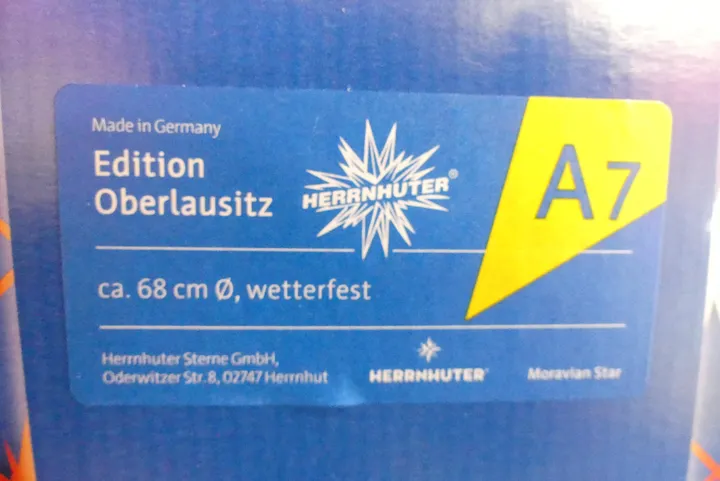 Made in Germany
Edition
Oberlausitz
HERRNHUTER®
A7
ca. 68 cm Ø, wetterfest
Herrnhuter Sterne GmbH,
Oderwitzer Str. 8, 02747 Herrnhut
HERRNHUTER®
Moravian Star